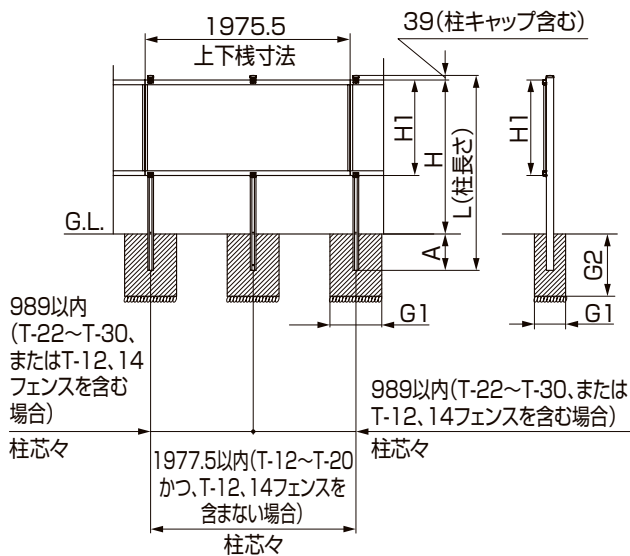 1975.5
上下桟寸法
39(柱キャップ含む)
H1
H
L(柱長さ)
H1
G.L.
A
G2
G1
G1
989以内
(T-22～T-30、
またはT-12、14
フェンスを含む
場合)
柱芯々
989以内(T-22～T-30、または
T-12、14フェンスを含む場合)
柱芯々
1977.5以内(T-12～T-20
かつ、T-12、14フェンスを
含まない場合)
柱芯々